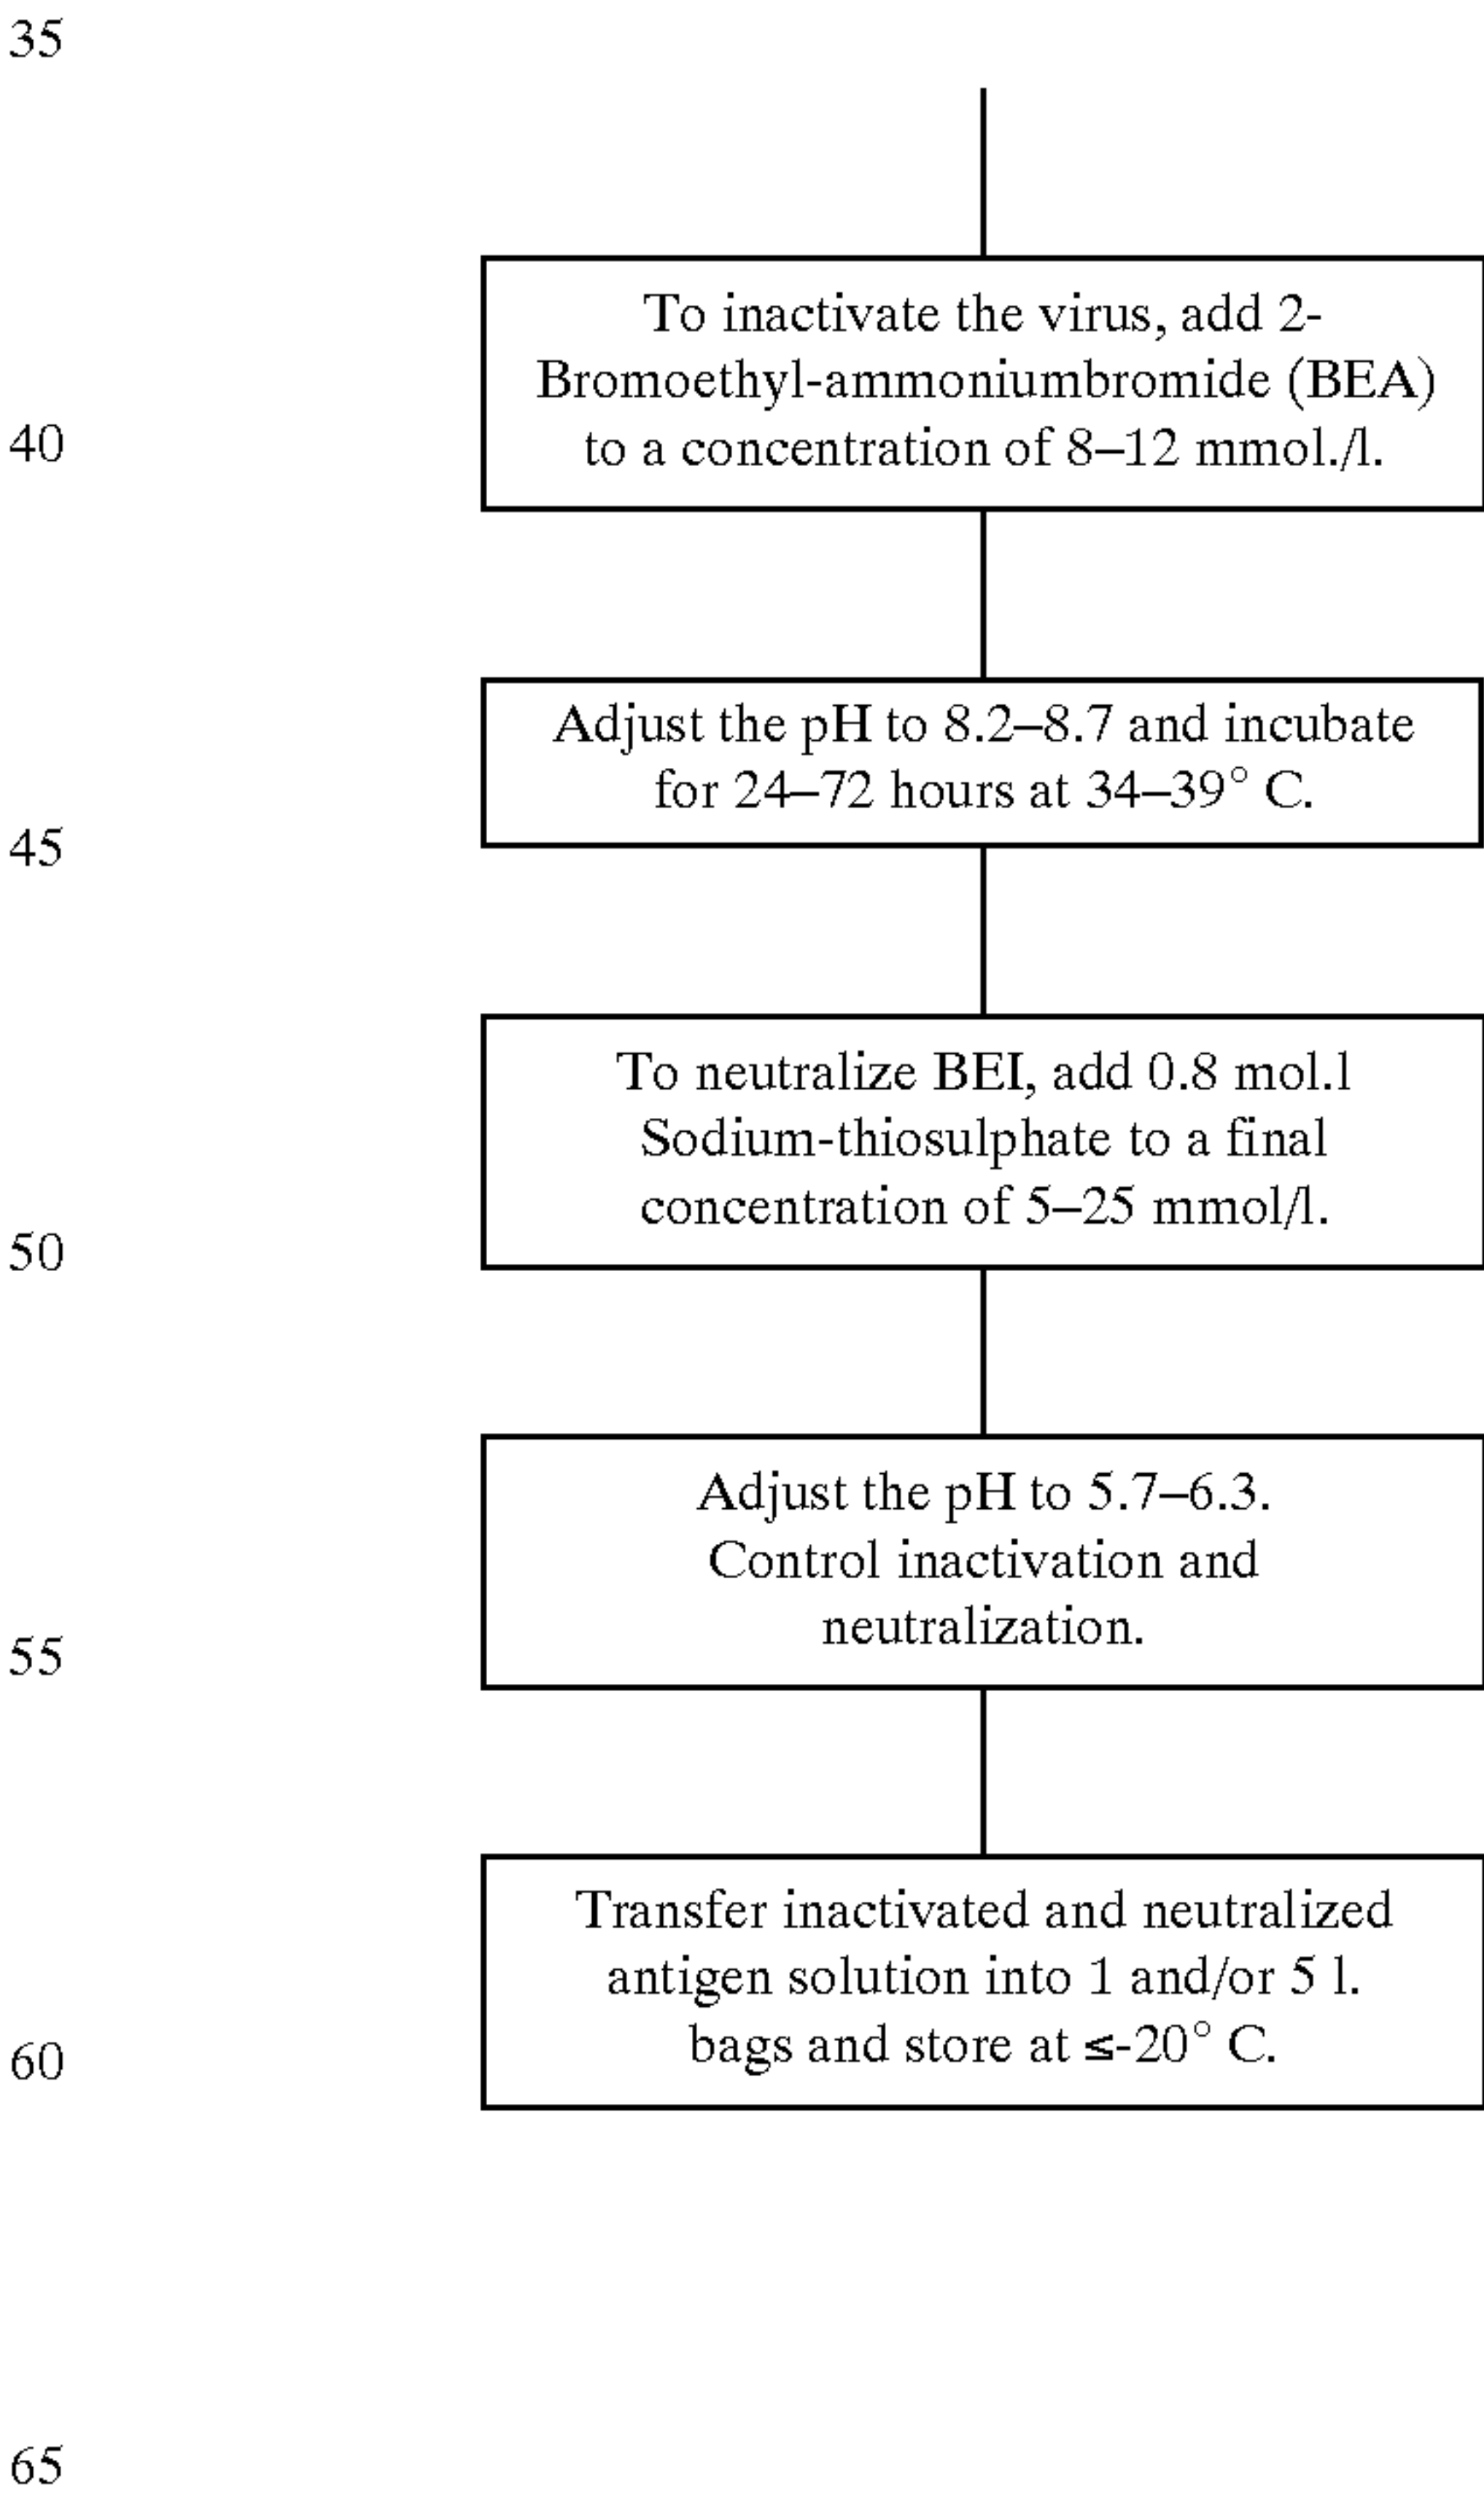 35
To inactivate the virus, add 2-
Bromoethyl-ammoniumbromide (BEA)
40
to a concentration of 8–12 mmol./l.
Adjust the pH to 8.2–8.7 and incubate
for 24–72 hours at 34–39° C.
45
To neutralize BEI, add 0.8 mol.l
Sodium-thiosulphate to a final
concentration of 5–25 mmol/l.
50
Adjust the pH to 5.7–6.3.
Control inactivation and
neutralization.
55
Transfer inactivated and neutralized
antigen solution into 1 and/or 5 l.
bags and store at ≤-20° C.
60
65